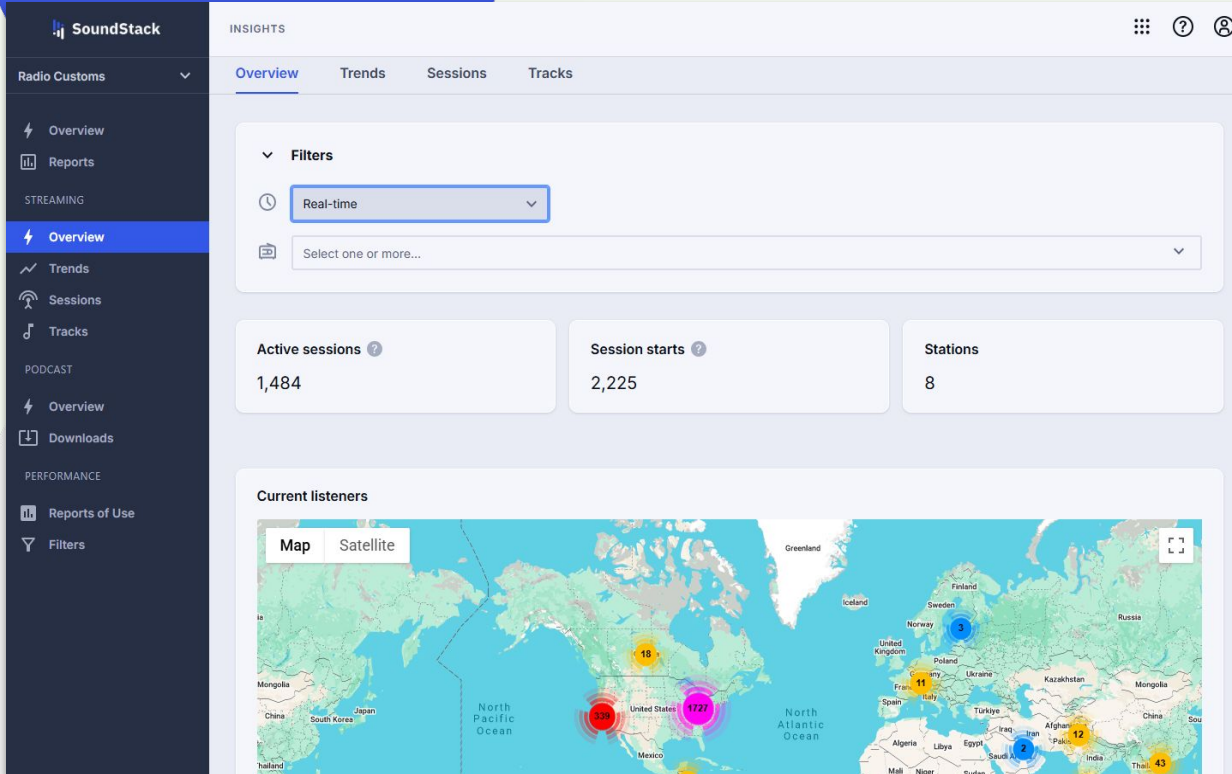 SoundStack
INSIGHTS
Radio Customs
Overview
Reports
STREAMING
Overview
Trends
Sessions
Tracks
PODCAST
Overview
Downloads
PERFORMANCE
Reports of Use
Filters
Overview Trends Sessions Tracks
Filters
Real-time
Select one or more...
Active sessions ?
1,484
Session starts ?
2,225
Stations
8
Current listeners
Map Satellite
Greenland
Iceland
Finland
Sweden
Norway
3
Russia
United
Kingdom
18
Poland
Ukraine
Kazakhstan
Mongolia
Mongolia
11
Italy
Spain
Türkiye
China
South Korea
Japan
North
Pacific
Ocean
339
United States
1727
North
Atlantic
Ocean
China
Iraq
Iran
12
Algeria
Libya
Egypt
2
India
Mexico
43
Mali
Niger